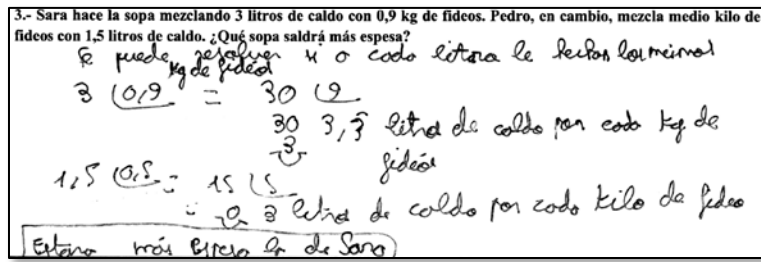 3.- Sara hace la sopa mezclando 3 litros de caldo con 0,9 kg de fideos. Pedro, en cambio, mezcla medio kilo de
fideos con 1,5 litros de caldo. ¿Qué sopa saldrá más espesa?
Se puede resolver si a cada litro le
kg de fideos
3 0,9 = 30 9
30 3,3 litros de caldo por cada kg de
3
fideos
1,5 0,5 = 15 5
= 0 3 litros de caldo por cada kilo de fideo
Estara más espesa la de Sara